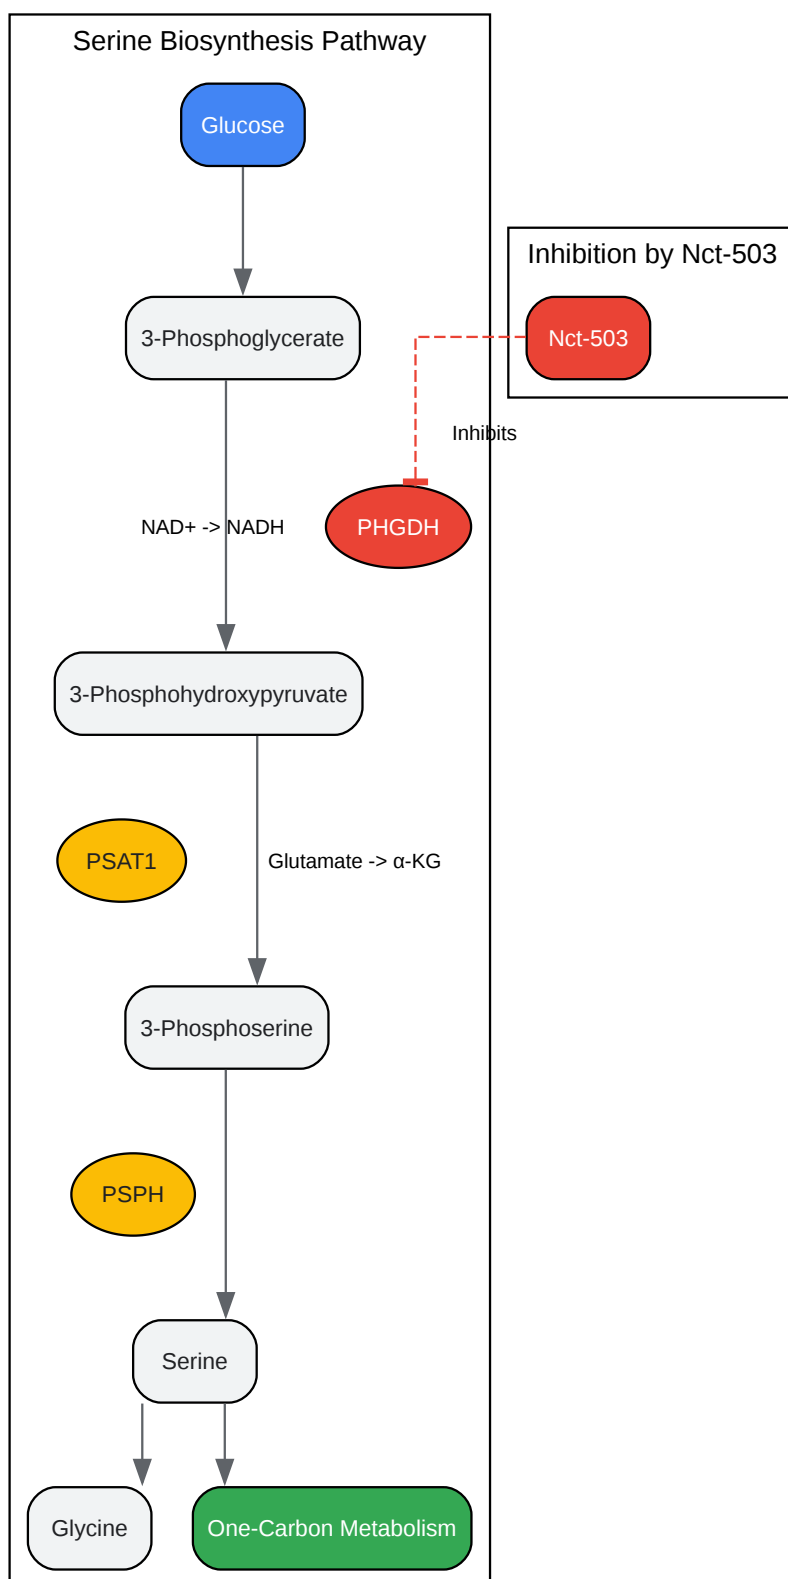 Serine Biosynthesis Pathway
Glucose
Inhibition by Nct-503
3-Phosphoglycerate
Nct-503
Inhibits
NAD+ -> NADH
PHGDH
3-Phosphohydroxypyruvate
PSAT1
Glutamate -> α-KG
3-Phosphoserine
PSPH
Serine
Glycine
One-Carbon Metabolism